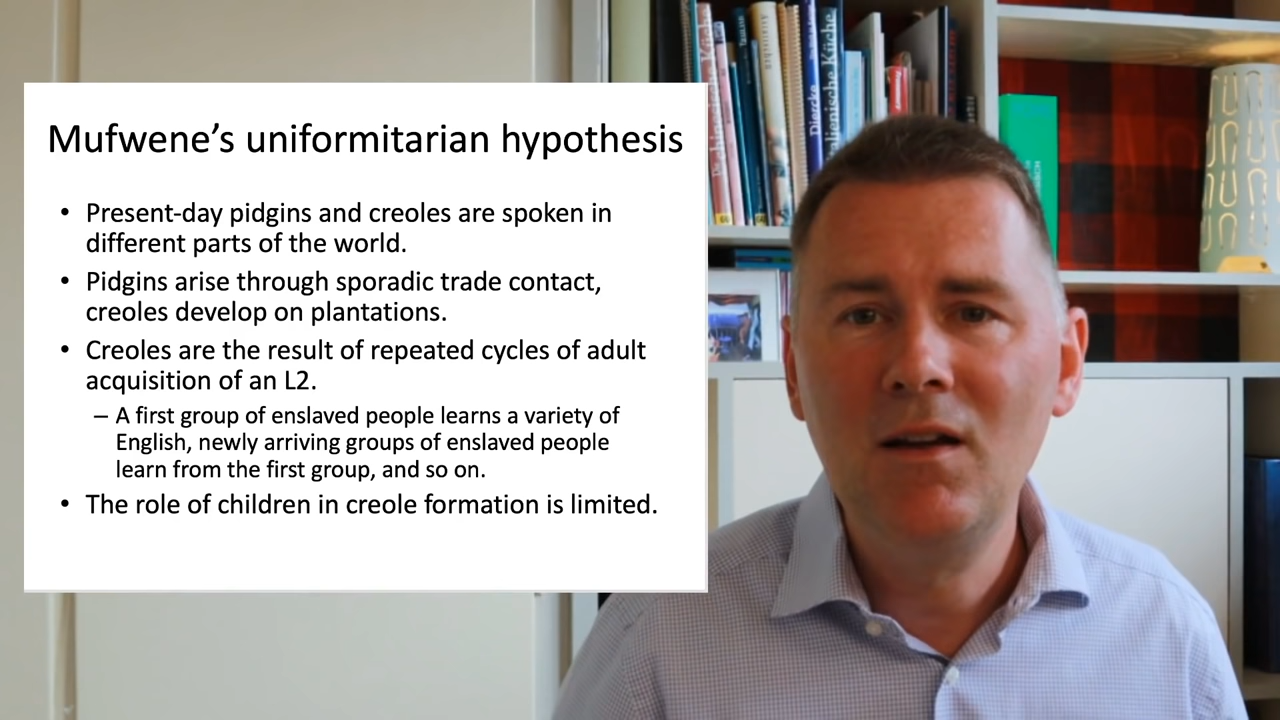 Mufwene’s uniformitarian hypothesis
• Present-day pidgins and creoles are spoken in
different parts of the world.
• Pidgins arise through sporadic trade contact,
creoles develop on plantations.
• Creoles are the result of repeated cycles of adult
acquisition of an L2.
– A first group of enslaved people learns a variety of
English, newly arriving groups of enslaved people
learn from the first group, and so on.
• The role of children in creole formation is limited.
Diercke
Küche